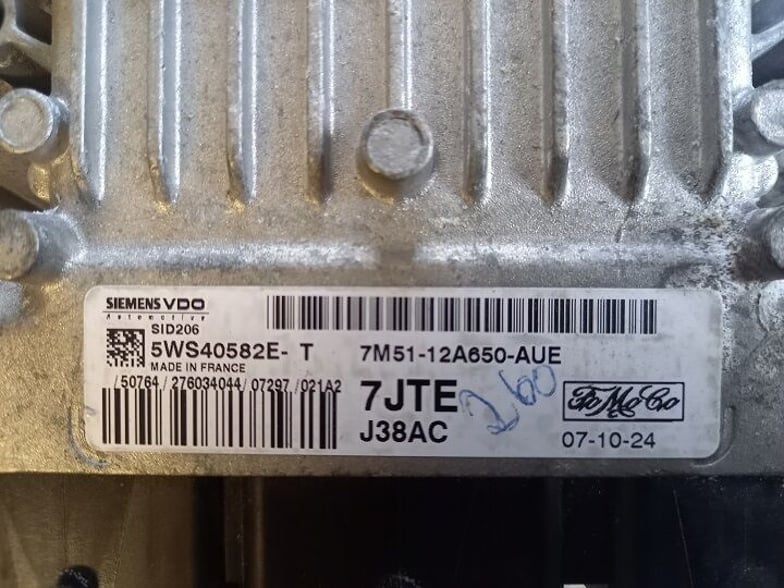 SIEMENS VDO
Automotive
SID206
5WS40582E- T
MADE IN FRANCE
7M51-12A650-AUE
/50764/276034044/07297/021A2
7JTE
260
FoMoCo
J38AC
07-10-24